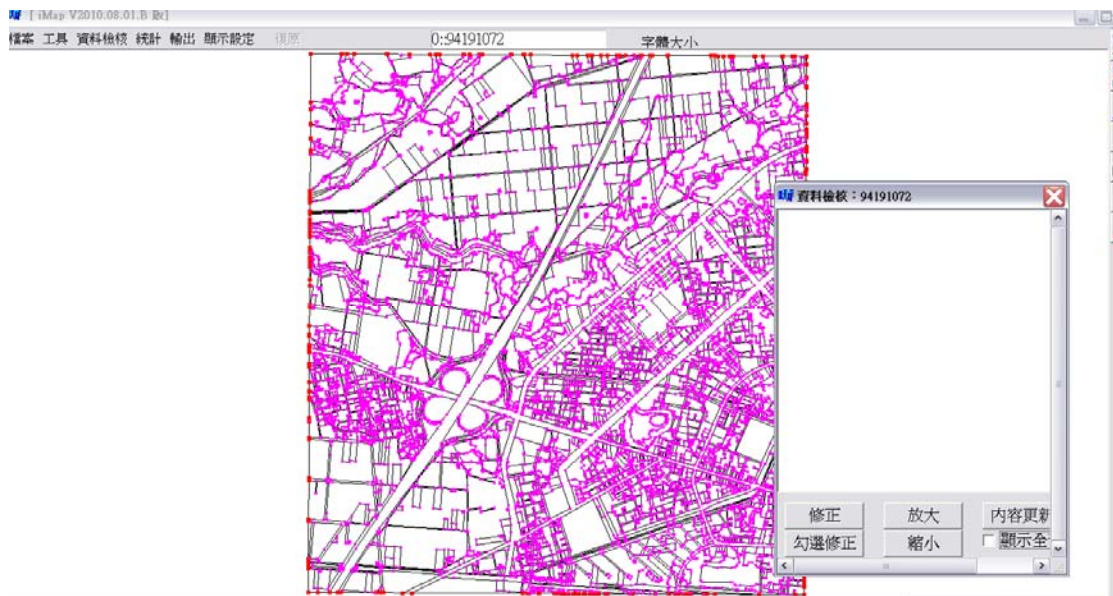 [ iMap V2010.08.01.B 版]
檔案 工具 資料檢核 統計 輸出 顯示設定 復原 0:94191072 字體大小
資料檢核：94191072
修正 放大 內容更新
勾選修正 縮小 顯示全